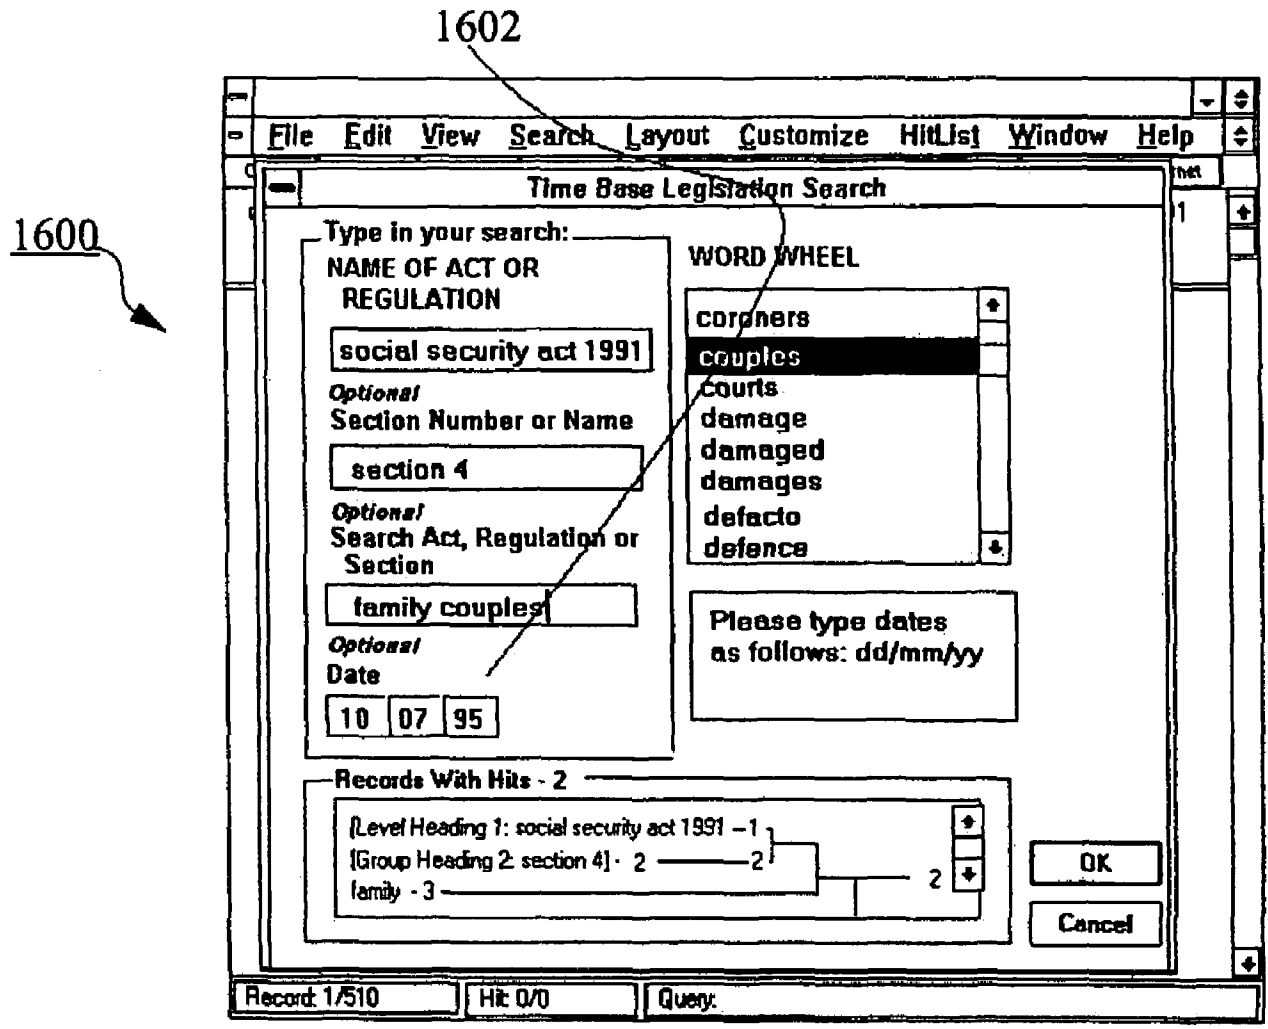 1602
File Edit View Search Layout Customize HitList Window Help
Time Base Legislation Search
1600
Type in your search:
NAME OF ACT OR
REGULATION
social security act 1991
Optional
Section Number or Name
section 4
Optional
Search Act, Regulation or
Section
family couples
Optional
Date
10 07 95
WORD WHEEL
coroners
couples
courts
damage
damaged
damages
defacto
defence
Please type dates
as follows: dd/mm/yy
Records With Hits - 2
[Level Heading 1: social security act 1991 - 1
[Group Heading 2: section 4] - 2 2
family - 3
2
OK
Cancel
Record: 1/510 Hit: 0/0 Query: